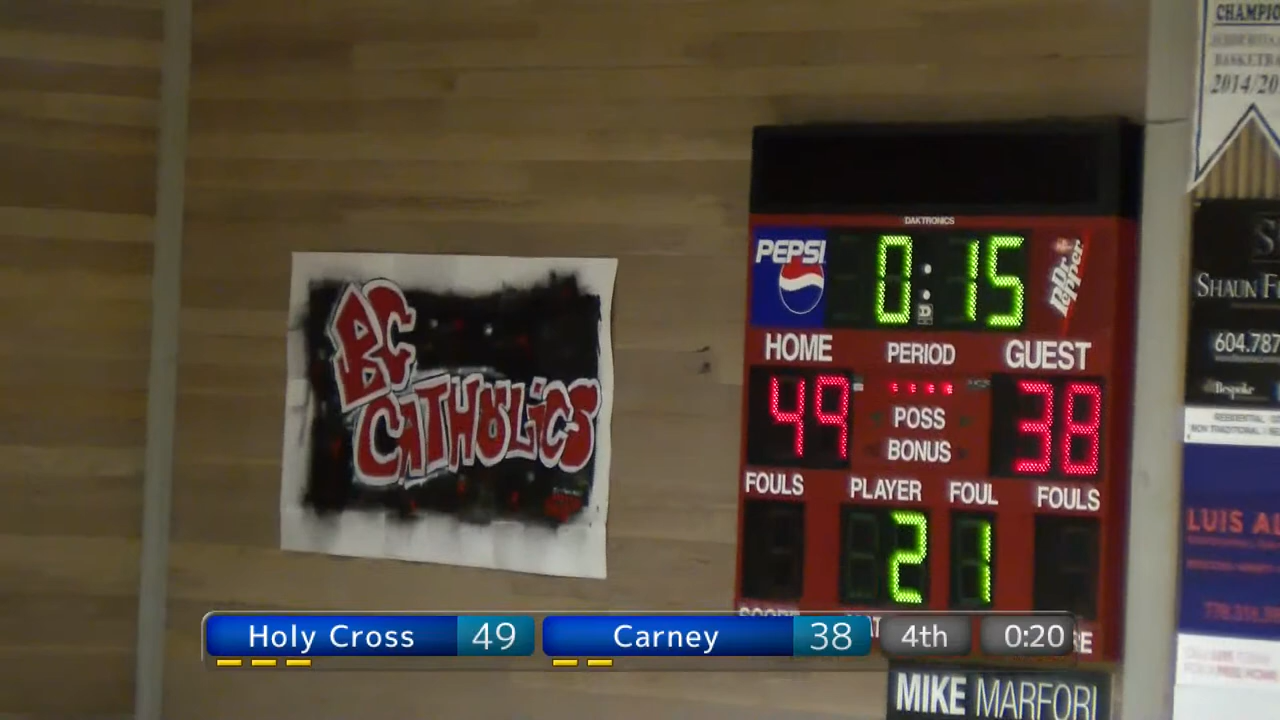 CHAMPIO
BASKETBA
2014/20
DAKTRONICS
PEPSI
0:15
Dr Pepper
HOME
PERIOD
GUEST
49
POSS
BONUS
38
FOULS
PLAYER
FOUL
FOULS
2
1
BC
CATHOLICS
SHAUN F
604.787
Bespoke
LUIS A
Holy Cross 49
Carney 38
4th
0:20
MIKE MARFORI